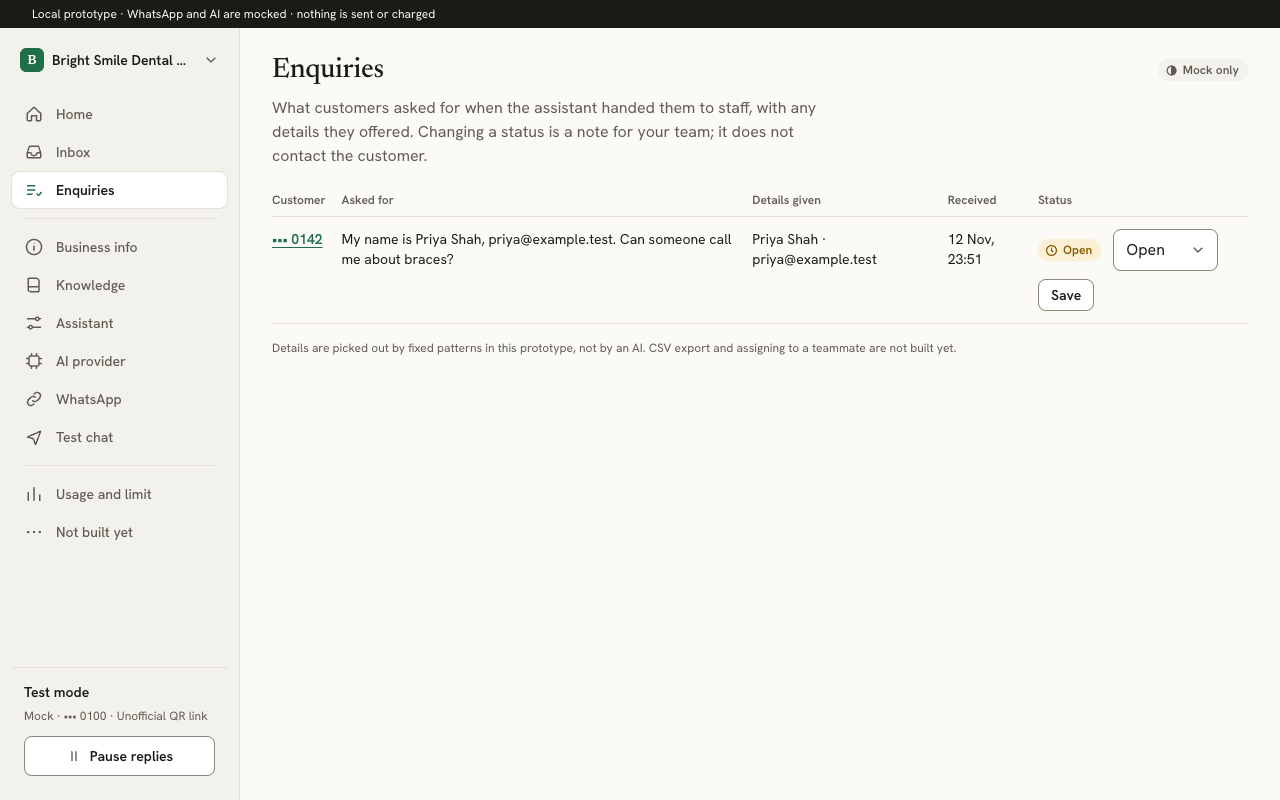 Local prototype · WhatsApp and AI are mocked · nothing is sent or charged
B
Bright Smile Dental ...
Home
Inbox
Enquiries
Business info
Knowledge
Assistant
AI provider
WhatsApp
Test chat
Usage and limit
Not built yet
Test mode
Mock · ••• 0100 · Unofficial QR link
Pause replies
Enquiries
Mock only
What customers asked for when the assistant handed them to staff, with any
details they offered. Changing a status is a note for your team; it does not
contact the customer.
Customer Asked for Details given Received Status
••• 0142
My name is Priya Shah, priya@example.test. Can someone call
me about braces?
Priya Shah ·
priya@example.test
12 Nov,
23:51
Open
Open
Save
Details are picked out by fixed patterns in this prototype, not by an AI. CSV export and assigning to a teammate are not built yet.